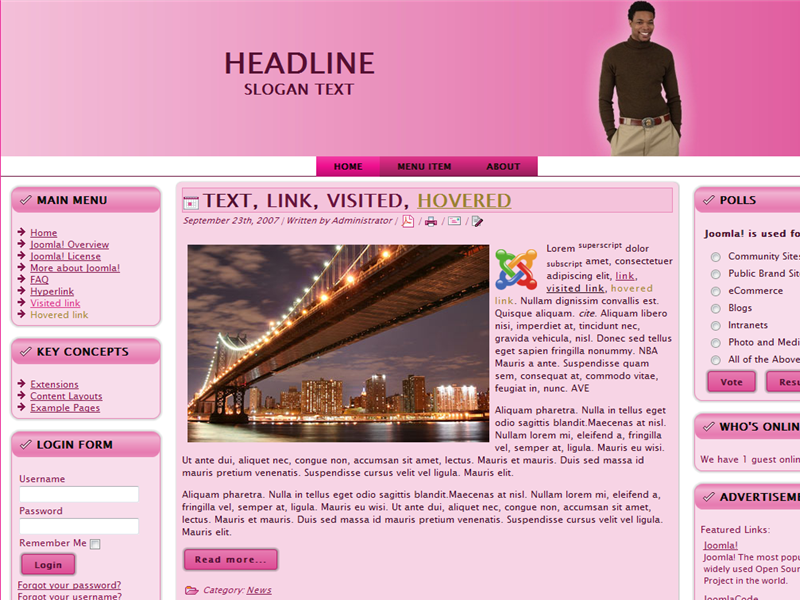 HEADLINE
SLOGAN TEXT
HOME MENU ITEM ABOUT
MAIN MENU
Home
Joomla! Overview
Joomla! License
More about Joomla!
FAQ
Hyperlink
Visited link
Hovered link
KEY CONCEPTS
Extensions
Content Layouts
Example Pages
LOGIN FORM
Username
Password
Remember Me
Login
Forgot your password?
Forgot your username?
TEXT, LINK, VISITED, HOVERED
September 23th, 2007 | Written by Administrator / / / /
Lorem superscript dolor
subscript amet, consectetuer
adipiscing elit, link,
visited link, hovered
link. Nullam dignissim convallis est.
Quisque aliquam. cite. Aliquam libero
nisi, imperdiet at, tincidunt nec,
gravida vehicula, nisl. Donec sed tellus
eget sapien fringilla nonummy. NBA
Mauris a ante. Suspendisse quam
sem, consequat at, commodo vitae,
feugiat in, nunc. AVE
Aliquam pharetra. Nulla in tellus eget
odio sagittis blandit.Maecenas at nisl.
Nullam lorem mi, eleifend a, fringilla
vel, semper at, ligula. Mauris eu wisi.
Ut ante dui, aliquet nec, congue non, accumsan sit amet, lectus. Mauris et mauris. Duis sed massa id
mauris pretium venenatis. Suspendisse cursus velit vel ligula. Mauris elit.
Aliquam pharetra. Nulla in tellus eget odio sagittis blandit.Maecenas at nisl. Nullam lorem mi, eleifend a,
fringilla vel, semper at, ligula. Mauris eu wisi. Ut ante dui, aliquet nec, congue non, accumsan sit amet,
lectus. Mauris et mauris. Duis sed massa id mauris pretium venenatis. Suspendisse cursus velit vel ligula.
Mauris elit.
Read more...
Category: News
POLLS
Joomla! is used fo
Community Sites
Public Brand Sit
eCommerce
Blogs
Intranets
Photo and Medi
All of the Above
Vote Resu
WHO'S ONLIN
We have 1 guest onlin
ADVERTISEME
Featured Links:
Joomla!
Joomla! The most popu
widely used Open Sour
Project in the world.
JoomlaCode